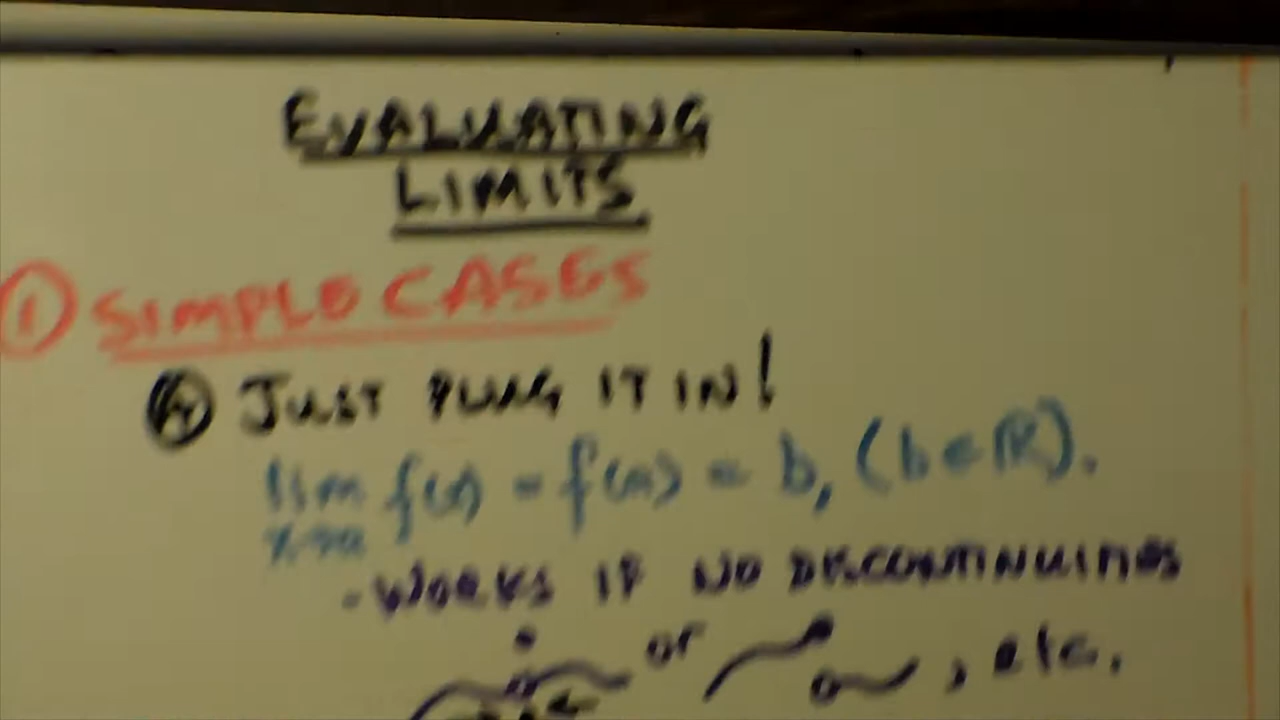 EVALUATING
LIMITS
① SIMPLE CASES
Ⓐ JUST PLUG IT IN!
lim f(x) = f(a) = b, (b∈ℝ).
x→a
- WORKS IF NO DISCONTINUITIES
or , etc.